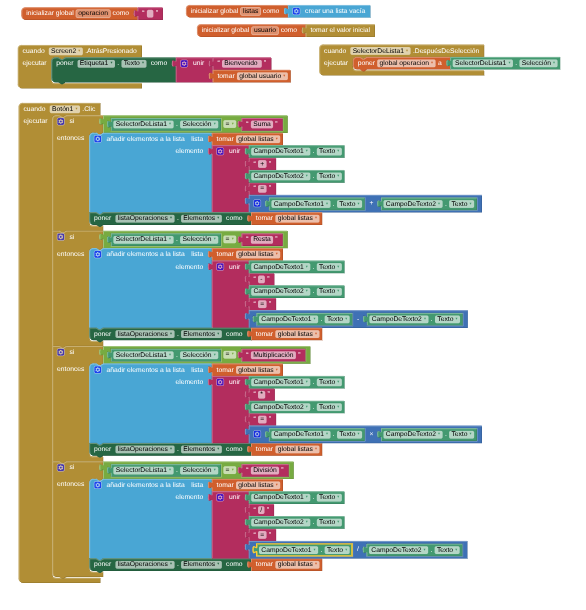 inicializar global operacion como " "
inicializar global listas como crear una lista vacía
inicializar global usuario como tomar el valor inicial
cuando Screen2 .AtrásPresionado
ejecutar poner Etiqueta1 . Texto como unir " Bienvenido "
tomar global usuario
cuando SelectorDeLista1 .DespuésDeSelección
ejecutar poner global operacion a SelectorDeLista1 . Selección
cuando Botón1 .Clic
ejecutar si SelectorDeLista1 . Selección = " Suma "
entonces añadir elementos a la lista lista tomar global listas
elemento unir CampoDeTexto1 . Texto
" + "
CampoDeTexto2 . Texto
" = "
CampoDeTexto1 . Texto + CampoDeTexto2 . Texto
poner listaOperaciones . Elementos como tomar global listas
si SelectorDeLista1 . Selección = " Resta "
entonces añadir elementos a la lista lista tomar global listas
elemento unir CampoDeTexto1 . Texto
" - "
CampoDeTexto2 . Texto
" = "
CampoDeTexto1 . Texto - CampoDeTexto2 . Texto
poner listaOperaciones . Elementos como tomar global listas
si SelectorDeLista1 . Selección = " Multiplicación "
entonces añadir elementos a la lista lista tomar global listas
elemento unir CampoDeTexto1 . Texto
" * "
CampoDeTexto2 . Texto
" = "
CampoDeTexto1 . Texto × CampoDeTexto2 . Texto
poner listaOperaciones . Elementos como tomar global listas
si SelectorDeLista1 . Selección = " División "
entonces añadir elementos a la lista lista tomar global listas
elemento unir CampoDeTexto1 . Texto
" / "
CampoDeTexto2 . Texto
" = "
CampoDeTexto1 . Texto / CampoDeTexto2 . Texto
poner listaOperaciones . Elementos como tomar global listas